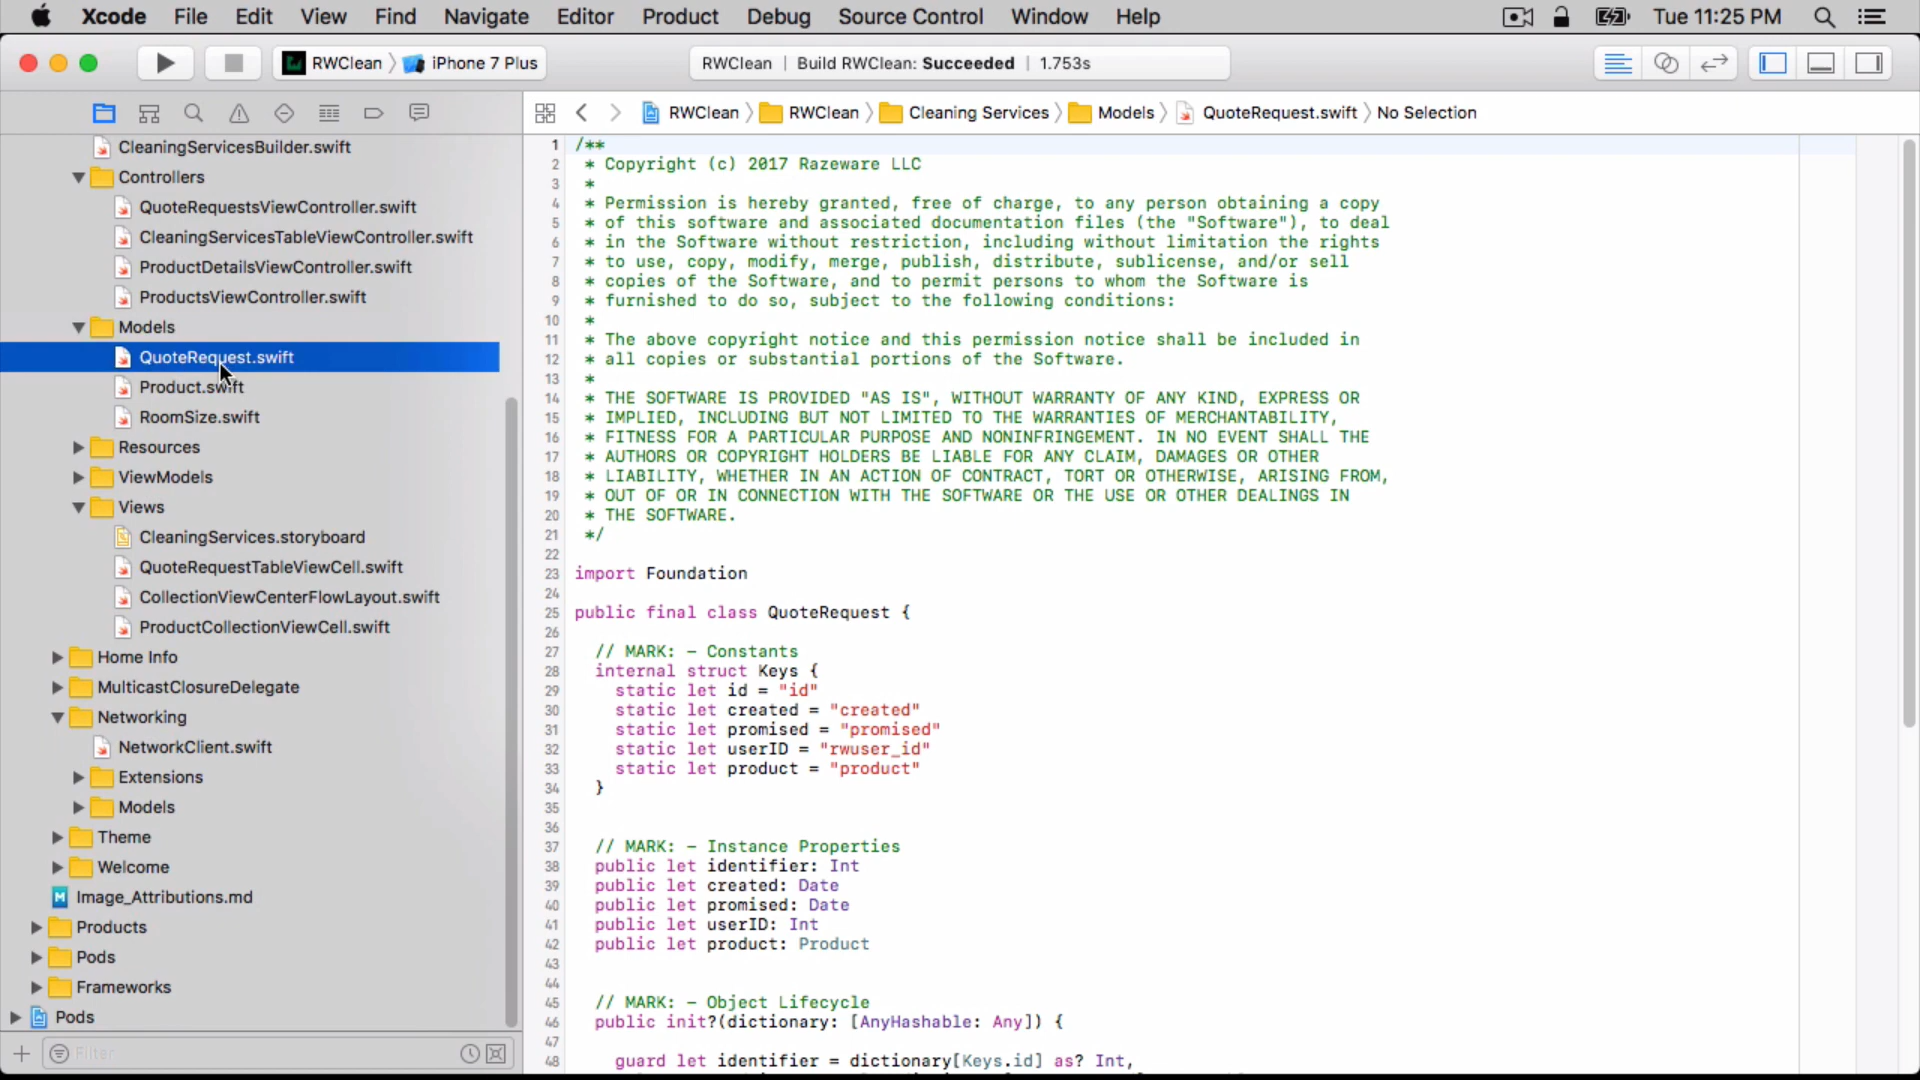 Xcode File Edit View Find Navigate Editor Product Debug Source Control Window Help Tue 11:25 PM
RWClean iPhone 7 Plus RWClean | Build RWClean: Succeeded | 1.753s
RWClean RWClean Cleaning Services Models QuoteRequest.swift No Selection
CleaningServicesBuilder.swift
Controllers
QuoteRequestsViewController.swift
CleaningServicesTableViewController.swift
ProductDetailsViewController.swift
ProductsViewController.swift
Models
QuoteRequest.swift
Product.swift
RoomSize.swift
Resources
ViewModels
Views
CleaningServices.storyboard
QuoteRequestTableViewCell.swift
CollectionViewCenterFlowLayout.swift
ProductCollectionViewCell.swift
Home Info
MulticastClosureDelegate
Networking
NetworkClient.swift
Extensions
Models
Theme
Welcome
Image_Attributions.md
Products
Pods
Frameworks
Pods
Filter
1 /**
2 * Copyright (c) 2017 Razeware LLC
3 *
4 * Permission is hereby granted, free of charge, to any person obtaining a copy
5 * of this software and associated documentation files (the "Software"), to deal
6 * in the Software without restriction, including without limitation the rights
7 * to use, copy, modify, merge, publish, distribute, sublicense, and/or sell
8 * copies of the Software, and to permit persons to whom the Software is
9 * furnished to do so, subject to the following conditions:
10 *
11 * The above copyright notice and this permission notice shall be included in
12 * all copies or substantial portions of the Software.
13 *
14 * THE SOFTWARE IS PROVIDED "AS IS", WITHOUT WARRANTY OF ANY KIND, EXPRESS OR
15 * IMPLIED, INCLUDING BUT NOT LIMITED TO THE WARRANTIES OF MERCHANTABILITY,
16 * FITNESS FOR A PARTICULAR PURPOSE AND NONINFRINGEMENT. IN NO EVENT SHALL THE
17 * AUTHORS OR COPYRIGHT HOLDERS BE LIABLE FOR ANY CLAIM, DAMAGES OR OTHER
18 * LIABILITY, WHETHER IN AN ACTION OF CONTRACT, TORT OR OTHERWISE, ARISING FROM,
19 * OUT OF OR IN CONNECTION WITH THE SOFTWARE OR THE USE OR OTHER DEALINGS IN
20 * THE SOFTWARE.
21 */
22
23 import Foundation
24
25 public final class QuoteRequest {
26
27 // MARK: - Constants
28 internal struct Keys {
29 static let id = "id"
30 static let created = "created"
31 static let promised = "promised"
32 static let userID = "rwuser_id"
33 static let product = "product"
34 }
35
36
37 // MARK: - Instance Properties
38 public let identifier: Int
39 public let created: Date
40 public let promised: Date
41 public let userID: Int
42 public let product: Product
43
44
45 // MARK: - Object Lifecycle
46 public init?(dictionary: [AnyHashable: Any]) {
47
48 guard let identifier = dictionary[Keys.id] as? Int,